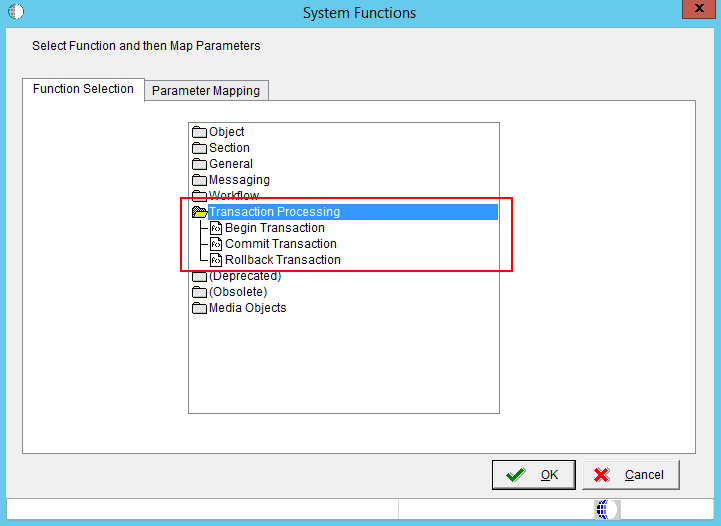 System Functions
x
Select Function and then Map Parameters
Function Selection
Parameter Mapping
Object
Section
General
Messaging
Workflow
Transaction Processing
Begin Transaction
Commit Transaction
Rollback Transaction
(Deprecated)
(Obsolete)
Media Objects
OK
Cancel